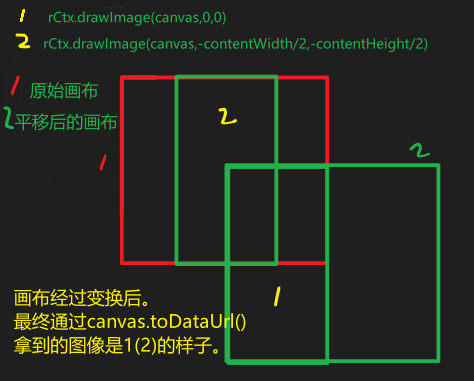 1 rCtx.drawImage(canvas,0,0)
2 rCtx.drawImage(canvas,-contentWidth/2,-contentHeight/2)
1 原始画布
2 平移后的画布
2
1
2
1
画布经过变换后。
最终通过canvas.toDataUrl()
拿到的图像是1(2)的样子。